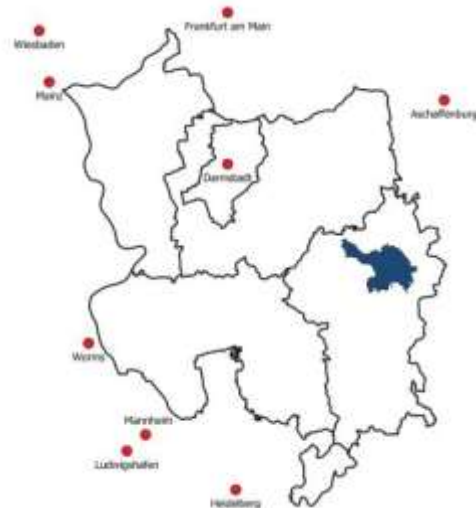 Frankfurt am Main
Wiesbaden
Mainz
Aschaffenburg
Darmstadt
Worms
Mannheim
Ludwigshafen
Heidelberg